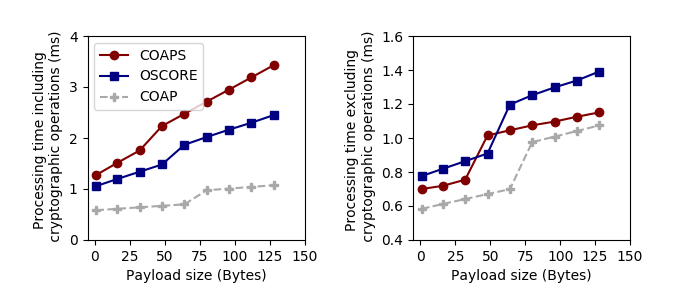 Processing time including
cryptographic operations (ms)
4
3
2
1
0
COAPS
OSCORE
COAP
0 25 50 75 100 125 150
Payload size (Bytes)
Processing time excluding
cryptographic operations (ms)
1.6
1.4
1.2
1.0
0.8
0.6
0.4
0 25 50 75 100 125 150
Payload size (Bytes)